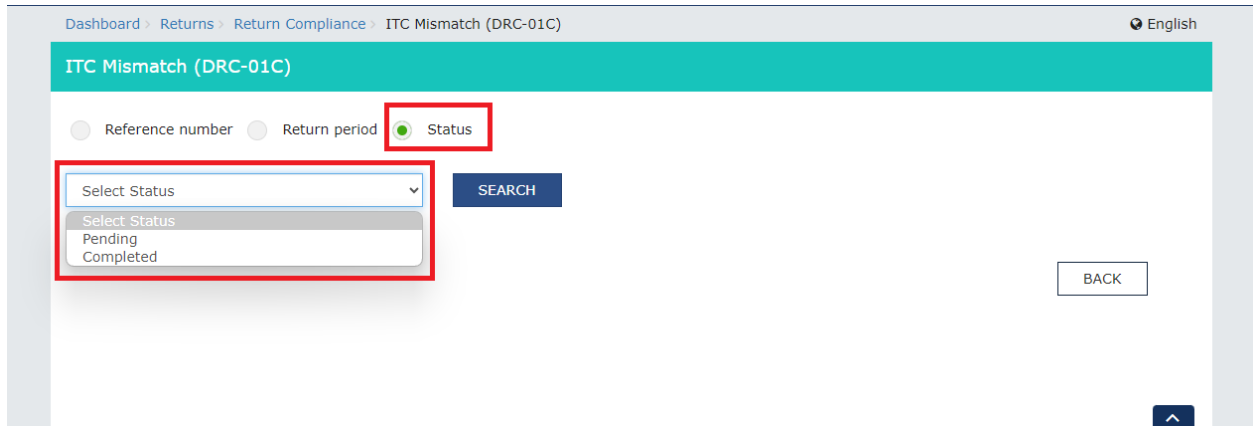 Dashboard > Returns > Return Compliance > ITC Mismatch (DRC-01C)
English
ITC Mismatch (DRC-01C)
Reference number Return period Status
Select Status SEARCH
Select Status
Pending
Completed
BACK